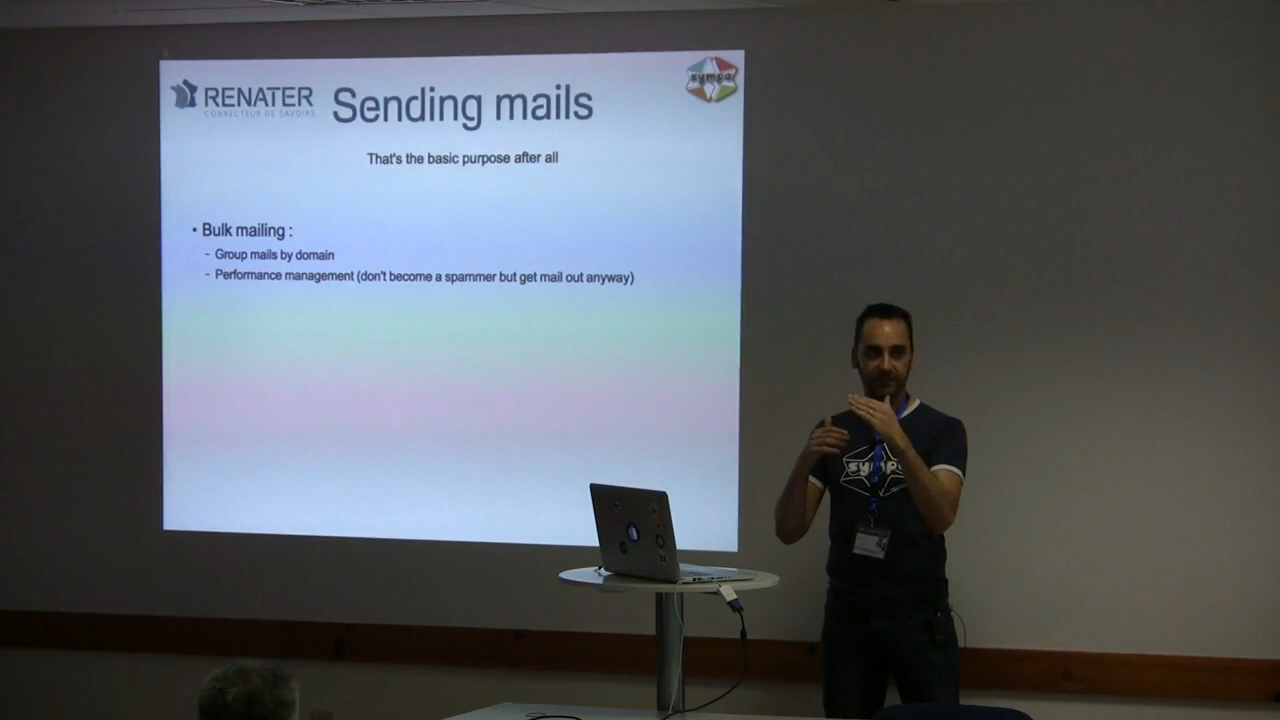 RENATER
CONNECTEUR DE SAVOIRS
Sending mails
sympa
That's the basic purpose after all
• Bulk mailing :
- Group mails by domain
- Performance management (don't become a spammer but get mail out anyway)
sympa